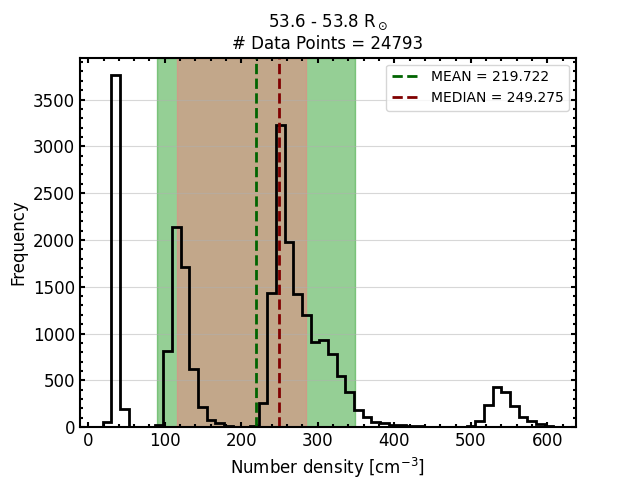 53.6 - 53.8 R⊙
# Data Points = 24793
MEAN = 219.722
MEDIAN = 249.275
Frequency
3500
3000
2500
2000
1500
1000
500
0
0 100 200 300 400 500 600
Number density [cm⁻³]